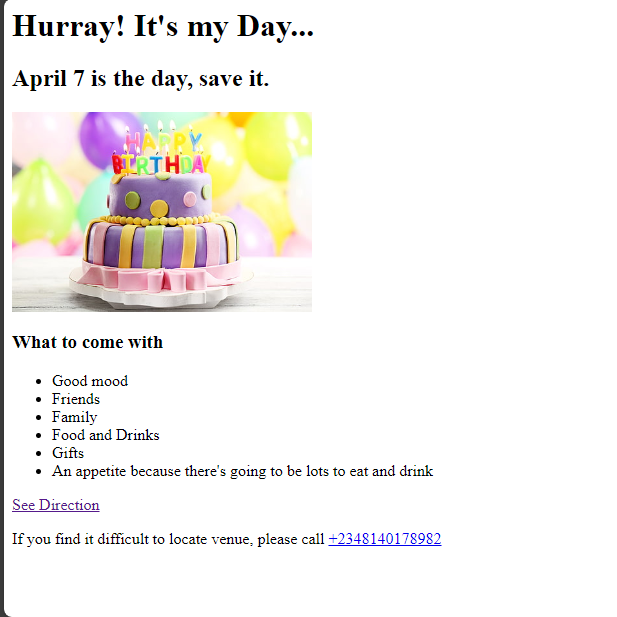 Hurray! It's my Day...
April 7 is the day, save it.
HAPPY
BIRTHDAY
What to come with
Good mood
Friends
Family
Food and Drinks
Gifts
An appetite because there's going to be lots to eat and drink
See Direction
If you find it difficult to locate venue, please call +2348140178982